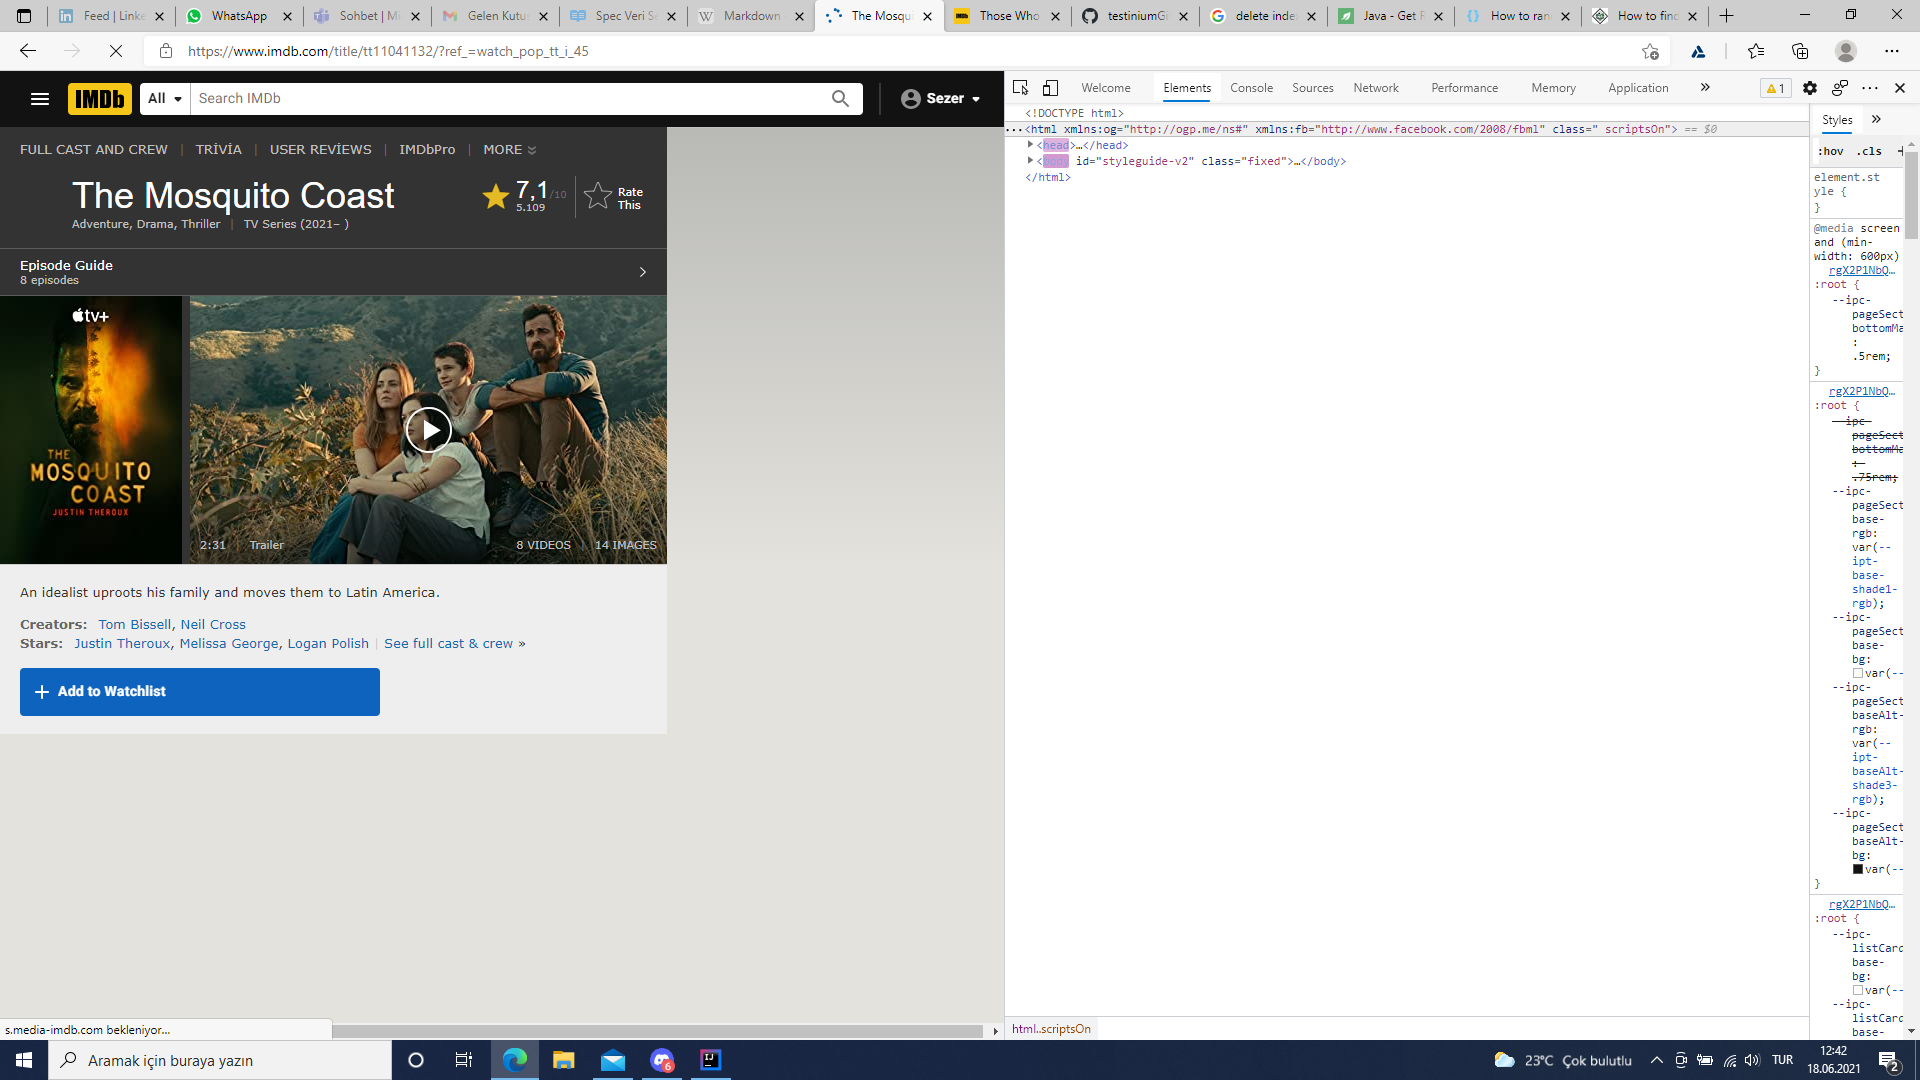 Feed | Linke
WhatsApp
Sohbet | Mi
Gelen Kutus
Spec Veri Se
Markdown
The Mosqui
Those Who
testiniumGi
delete inde
Java - Get R
How to ran
How to find
https://www.imdb.com/title/tt11041132/?ref_=watch_pop_tt_i_45
IMDb
All
Search IMDb
Sezer
FULL CAST AND CREW | TRİVİA | USER REVİEWS | IMDbPro | MORE
The Mosquito Coast
7,1/10
5.109
Rate
This
Adventure, Drama, Thriller | TV Series (2021– )
Episode Guide
8 episodes
tv+
THE
MOSQUITO
COAST
JUSTIN THEROUX
2:31 | Trailer
8 VIDEOS | 14 IMAGES
An idealist uproots his family and moves them to Latin America.
Creators: Tom Bissell, Neil Cross
Stars: Justin Theroux, Melissa George, Logan Polish | See full cast & crew »
+ Add to Watchlist
s.media-imdb.com bekleniyor...
Welcome
Elements
Console
Sources
Network
Performance
Memory
Application
1
<!DOCTYPE html>
<html xmlns:og="http://ogp.me/ns#" xmlns:fb="http://www.facebook.com/2008/fbml" class=" scriptsOn"> == $0
<head>…</head>
<body id="styleguide-v2" class="fixed">…</body>
</html>
html..scriptsOn
Styles
:hov .cls +
element.st
yle {
}
@media screen
and (min-
width: 600px)
rgX2P1NbQ…
:root {
--ipc-
pageSect
bottomMa
:
.5rem;
}
rgX2P1NbQ…
:root {
--ipc-
pageSect
bottomMa
:
.75rem;
--ipc-
pageSect
base-
rgb:
var(--
ipt-
base-
shade1-
rgb);
--ipc-
pageSect
base-
bg:
var(--
--ipc-
pageSect
baseAlt-
rgb:
var(--
ipt-
baseAlt-
shade3-
rgb);
--ipc-
pageSect
baseAlt-
bg:
var(--
}
rgX2P1NbQ…
:root {
--ipc-
listCard
base-
bg:
var(--
--ipc-
listCard
base-
Aramak için buraya yazın
6
IJ
23°C Çok bulutlu
TUR
12:42
18.06.2021
2